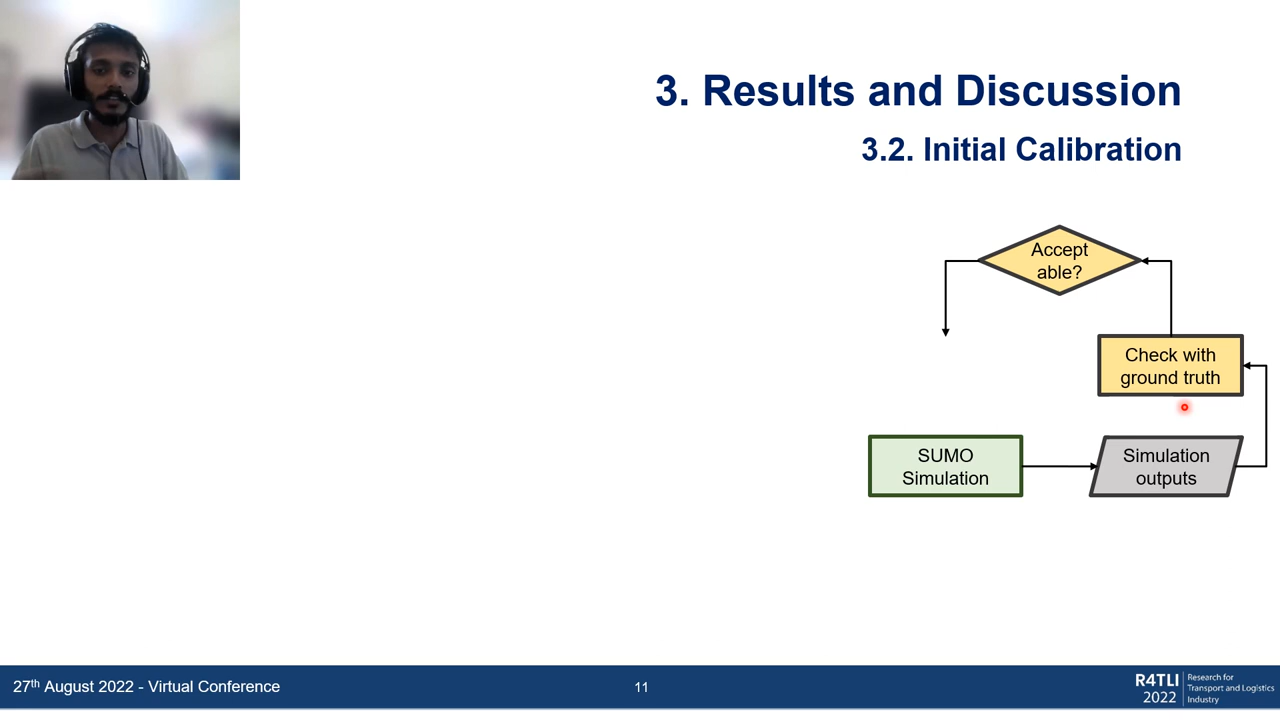 3. Results and Discussion
3.2. Initial Calibration
Accept
able?
Check with
ground truth
SUMO
Simulation
Simulation
outputs
27th August 2022 - Virtual Conference
11
R4TLI
2022
Research for
Transport and Logistics
Industry